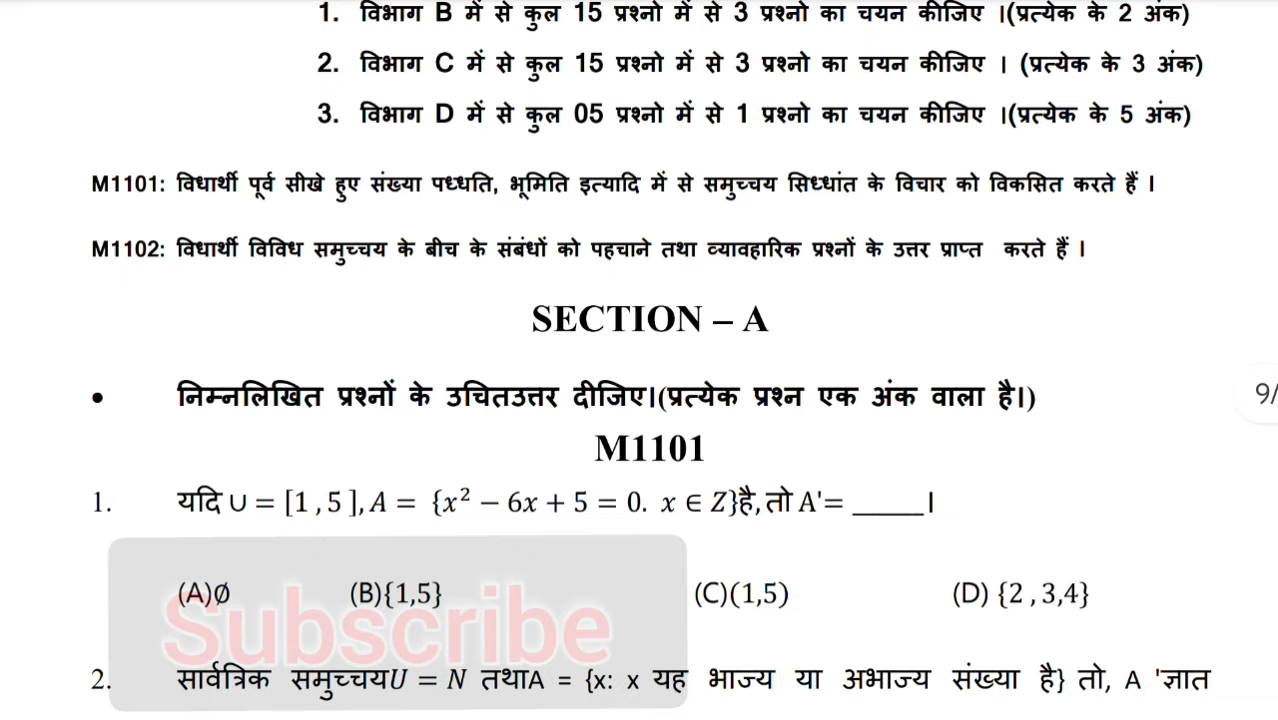 1. विभाग B में से कुल 15 प्रश्नो में से 3 प्रश्नो का चयन कीजिए ।(प्रत्येक के 2 अंक)
2. विभाग C में से कुल 15 प्रश्नो में से 3 प्रश्नो का चयन कीजिए । (प्रत्येक के 3 अंक)
3. विभाग D में से कुल 05 प्रश्नो में से 1 प्रश्नो का चयन कीजिए ।(प्रत्येक के 5 अंक)
M1101: विधार्थी पूर्व सीखे हुए संख्या पध्धति, भूमिति इत्यादि में से समुच्चय सिध्धांत के विचार को विकसित करते हैं ।
M1102: विधार्थी विविध समुच्चय के बीच के संबंधों को पहचाने तथा व्यावहारिक प्रश्नों के उत्तर प्राप्त करते हैं ।
SECTION – A
• निम्नलिखित प्रश्नों के उचितउत्तर दीजिए।(प्रत्येक प्रश्न एक अंक वाला है।)
9/
M1101
1. यदि ∪ = [1 ,5 ], A = {x² − 6x + 5 = 0. x ∈ Z}है, तो A'= _____।
(A)∅ (B){1,5} (C)(1,5) (D) {2 ,3,4}
Subscribe
2. सार्वत्रिक समुच्चयU = N तथाA = {x: x यह भाज्य या अभाज्य संख्या है} तो, A 'ज्ञात